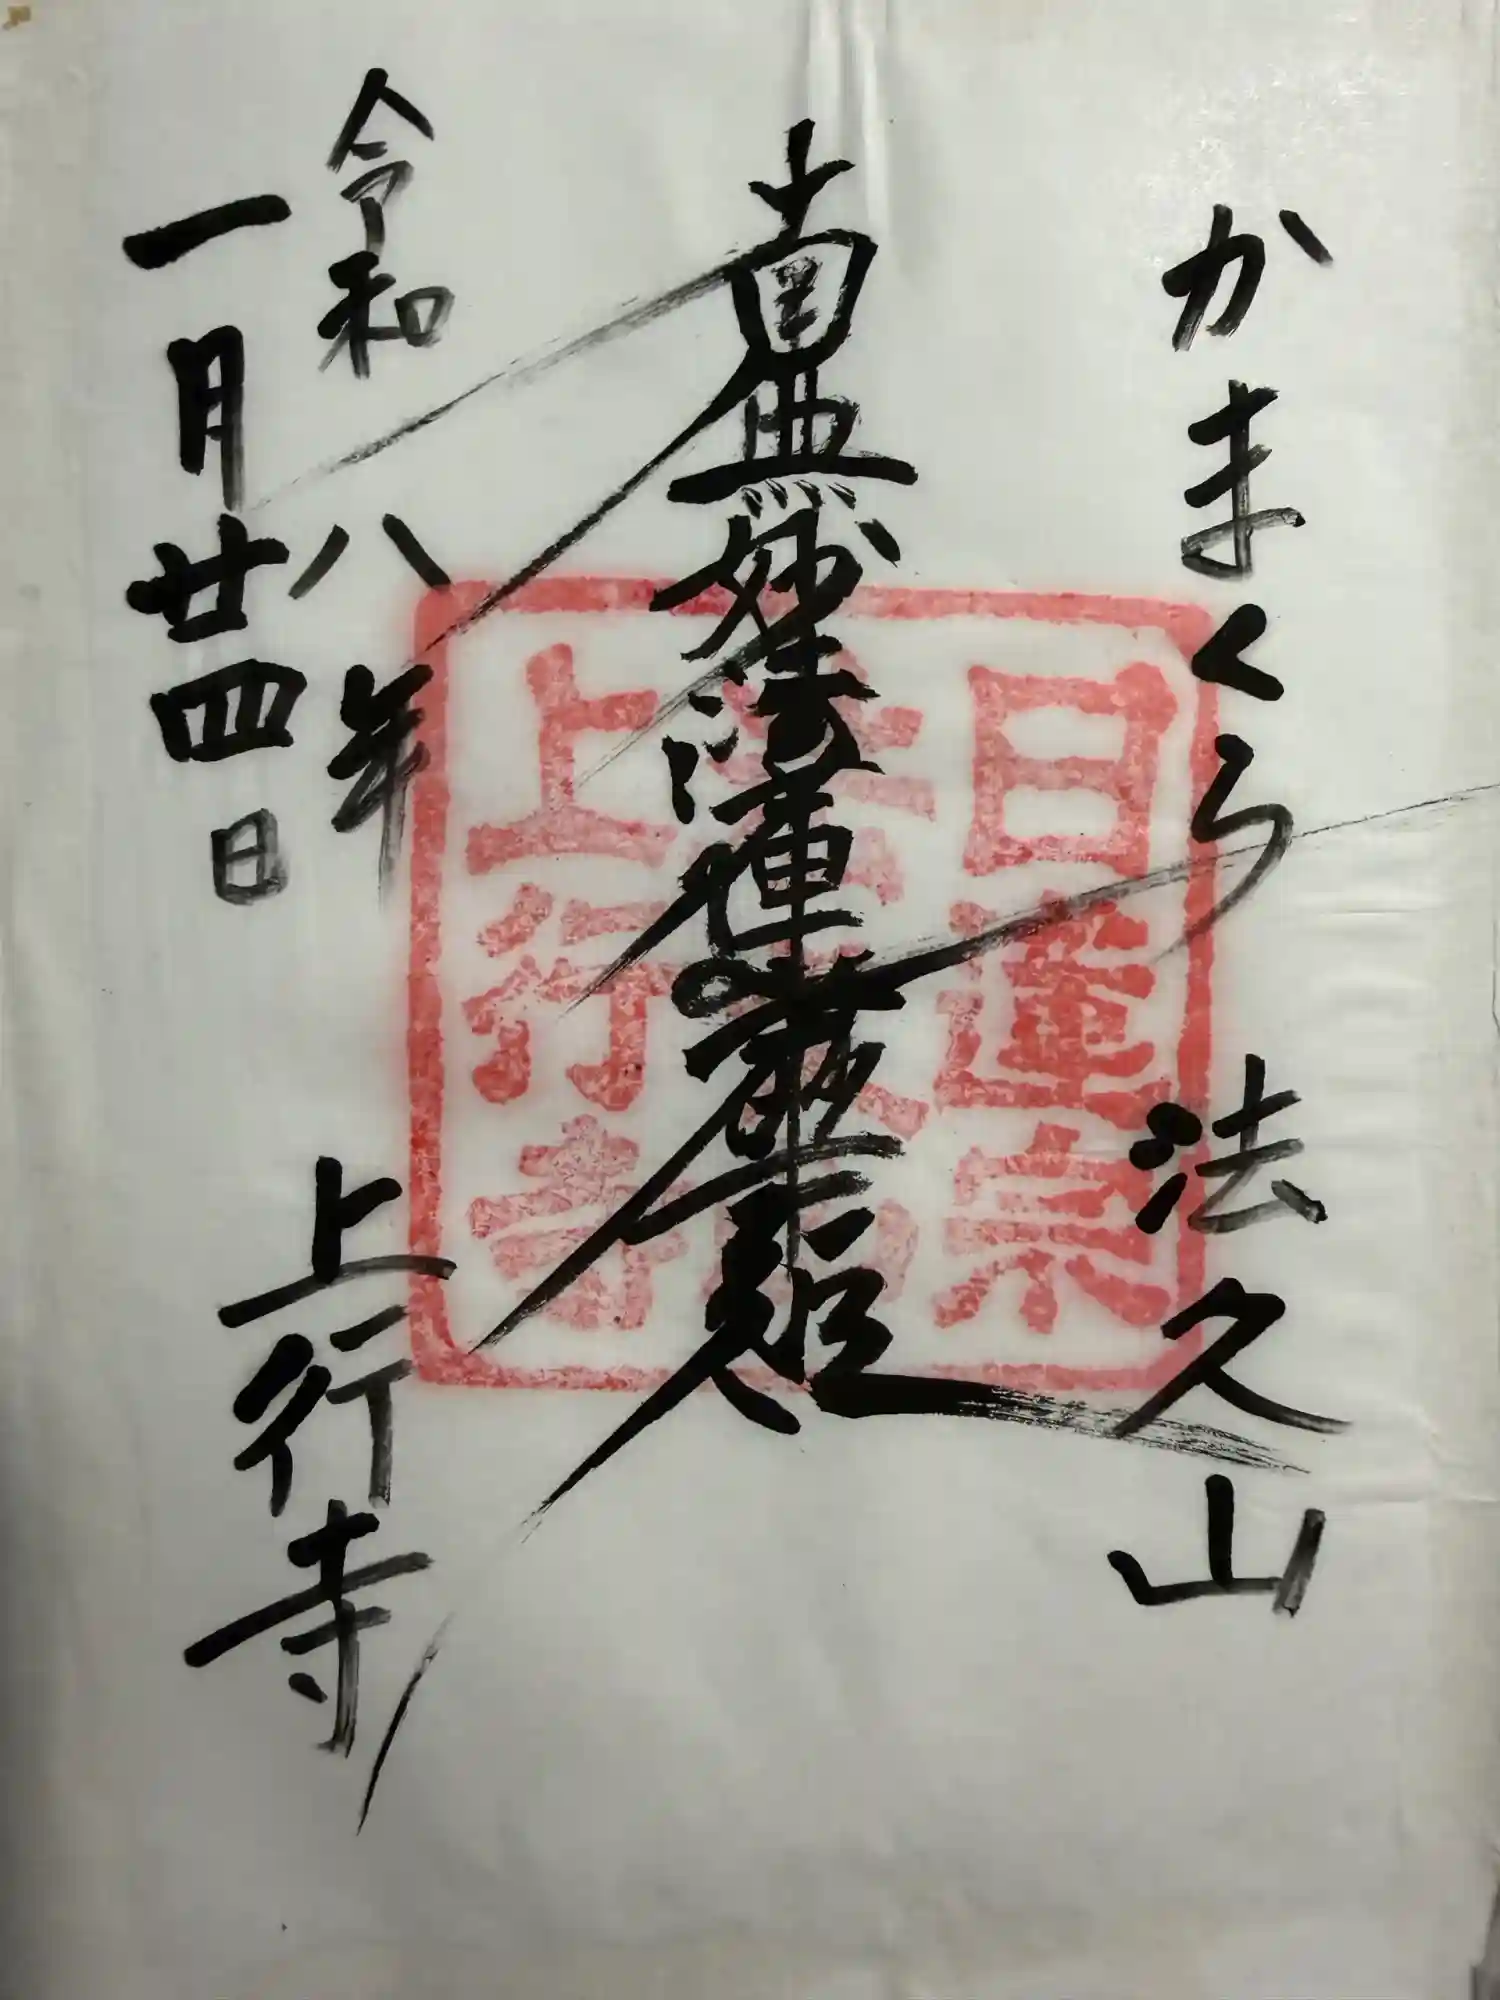 かまくら 法久山
南無妙法蓮華経
令和八年
一月廿四日
上行寺
日蓮宗
上行寺